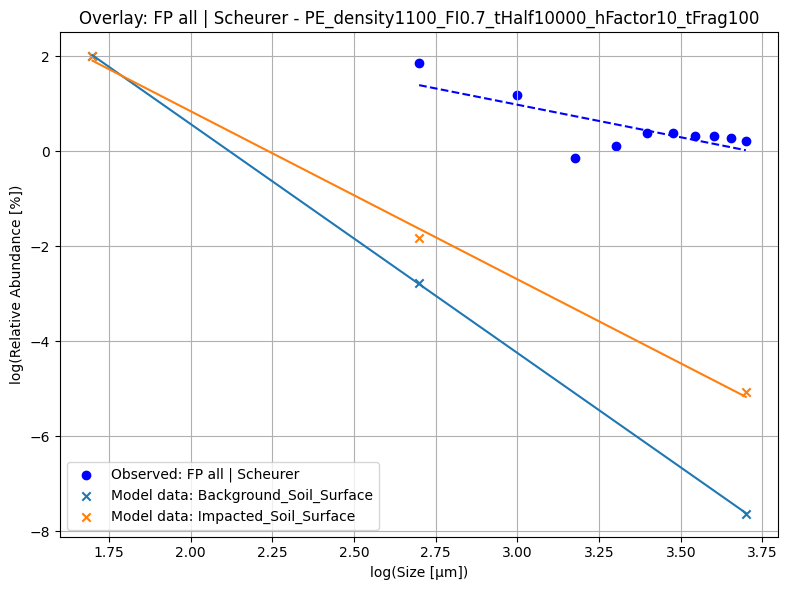 Overlay: FP all | Scheurer - PE_density1100_FI0.7_tHalf10000_hFactor10_tFrag100
log(Relative Abundance [%])
2
0
−2
−4
−6
−8
Observed: FP all | Scheurer
Model data: Background_Soil_Surface
Model data: Impacted_Soil_Surface
1.75 2.00 2.25 2.50 2.75 3.00 3.25 3.50 3.75
log(Size [µm])